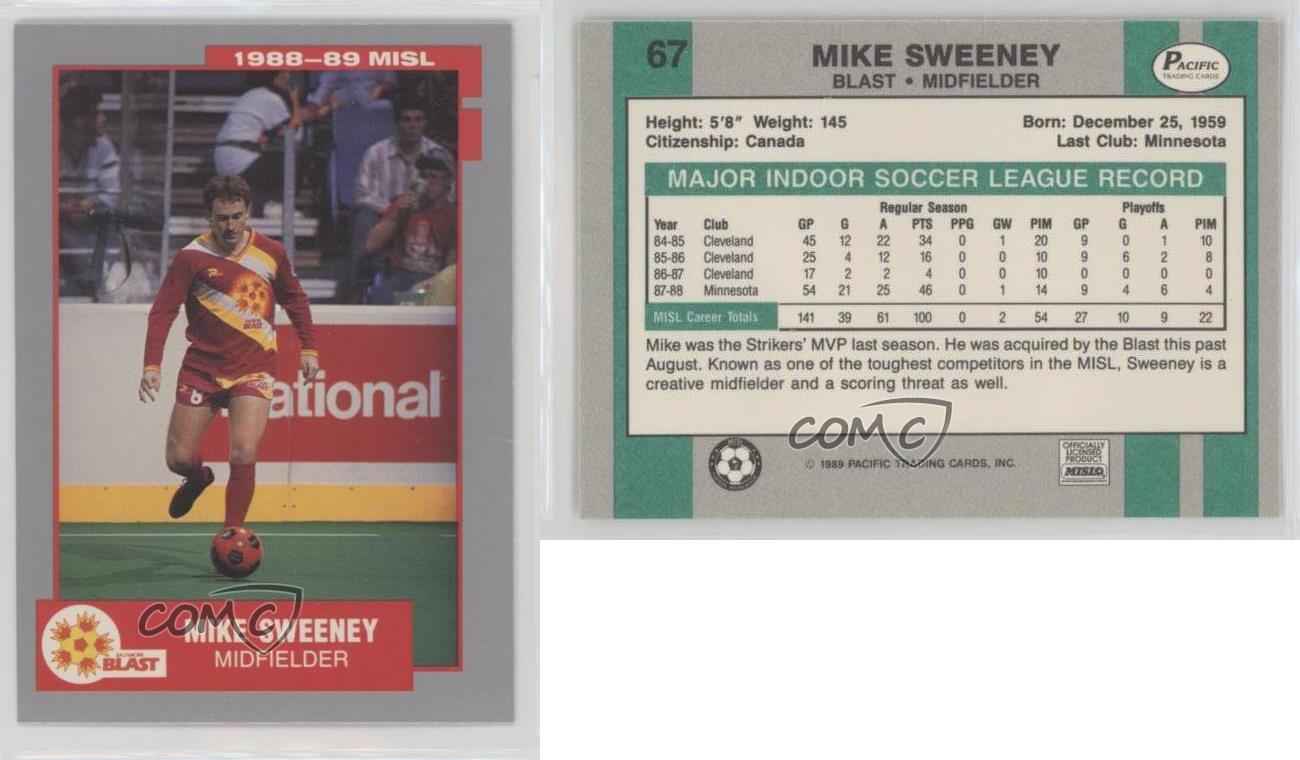 1988–89 MISL
ational
6
BALTIMORE
BLAST
MIKE SWEENEY
MIDFIELDER
COMC
67
MIKE SWEENEY
BLAST • MIDFIELDER
PACIFIC
TRADING CARDS
Height: 5'8" Weight: 145 Born: December 25, 1959
Citizenship: Canada Last Club: Minnesota
MAJOR INDOOR SOCCER LEAGUE RECORD
Regular Season Playoffs
Year Club GP G A PTS PPG GW PIM GP G A PIM
84-85 Cleveland 45 12 22 34 0 1 20 9 0 1 10
85-86 Cleveland 25 4 12 16 0 0 10 9 6 2 8
86-87 Cleveland 17 2 2 4 0 0 10 0 0 0 0
87-88 Minnesota 54 21 25 46 0 1 14 9 4 6 4
MISL Career Totals 141 39 61 100 0 2 54 27 10 9 22
Mike was the Strikers' MVP last season. He was acquired by the Blast this past
August. Known as one of the toughest competitors in the MISL, Sweeney is a
creative midfielder and a scoring threat as well.
COMC
MISL
© 1989 PACIFIC TRADING CARDS, INC.
OFFICIALLY
LICENSED
PRODUCT